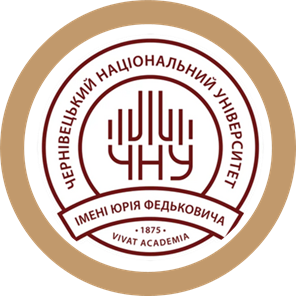 ЧЕРНІВЕЦЬКИЙ НАЦІОНАЛЬНИЙ УНІВЕРСИТЕТ
ЧНУ
ІМЕНІ ЮРІЯ ФЕДЬКОВИЧА
• 1875 •
VIVAT ACADEMIA